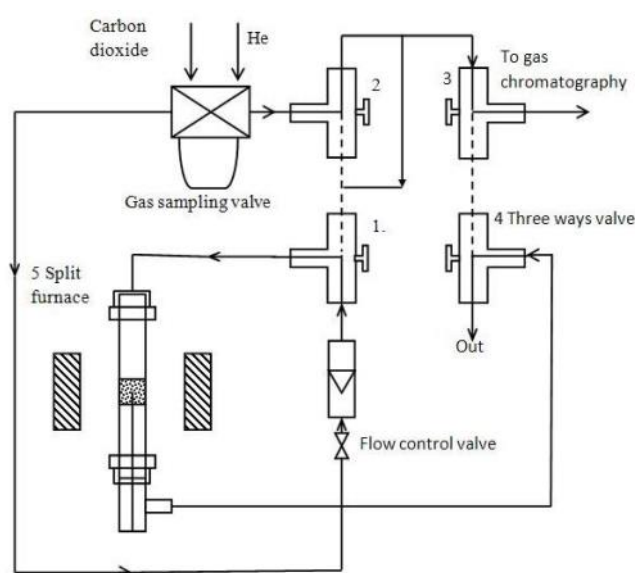 Carbon
dioxide
He
2
3
To gas
chromatography
Gas sampling valve
1.
4 Three ways valve
5 Split
furnace
Out
Flow control valve